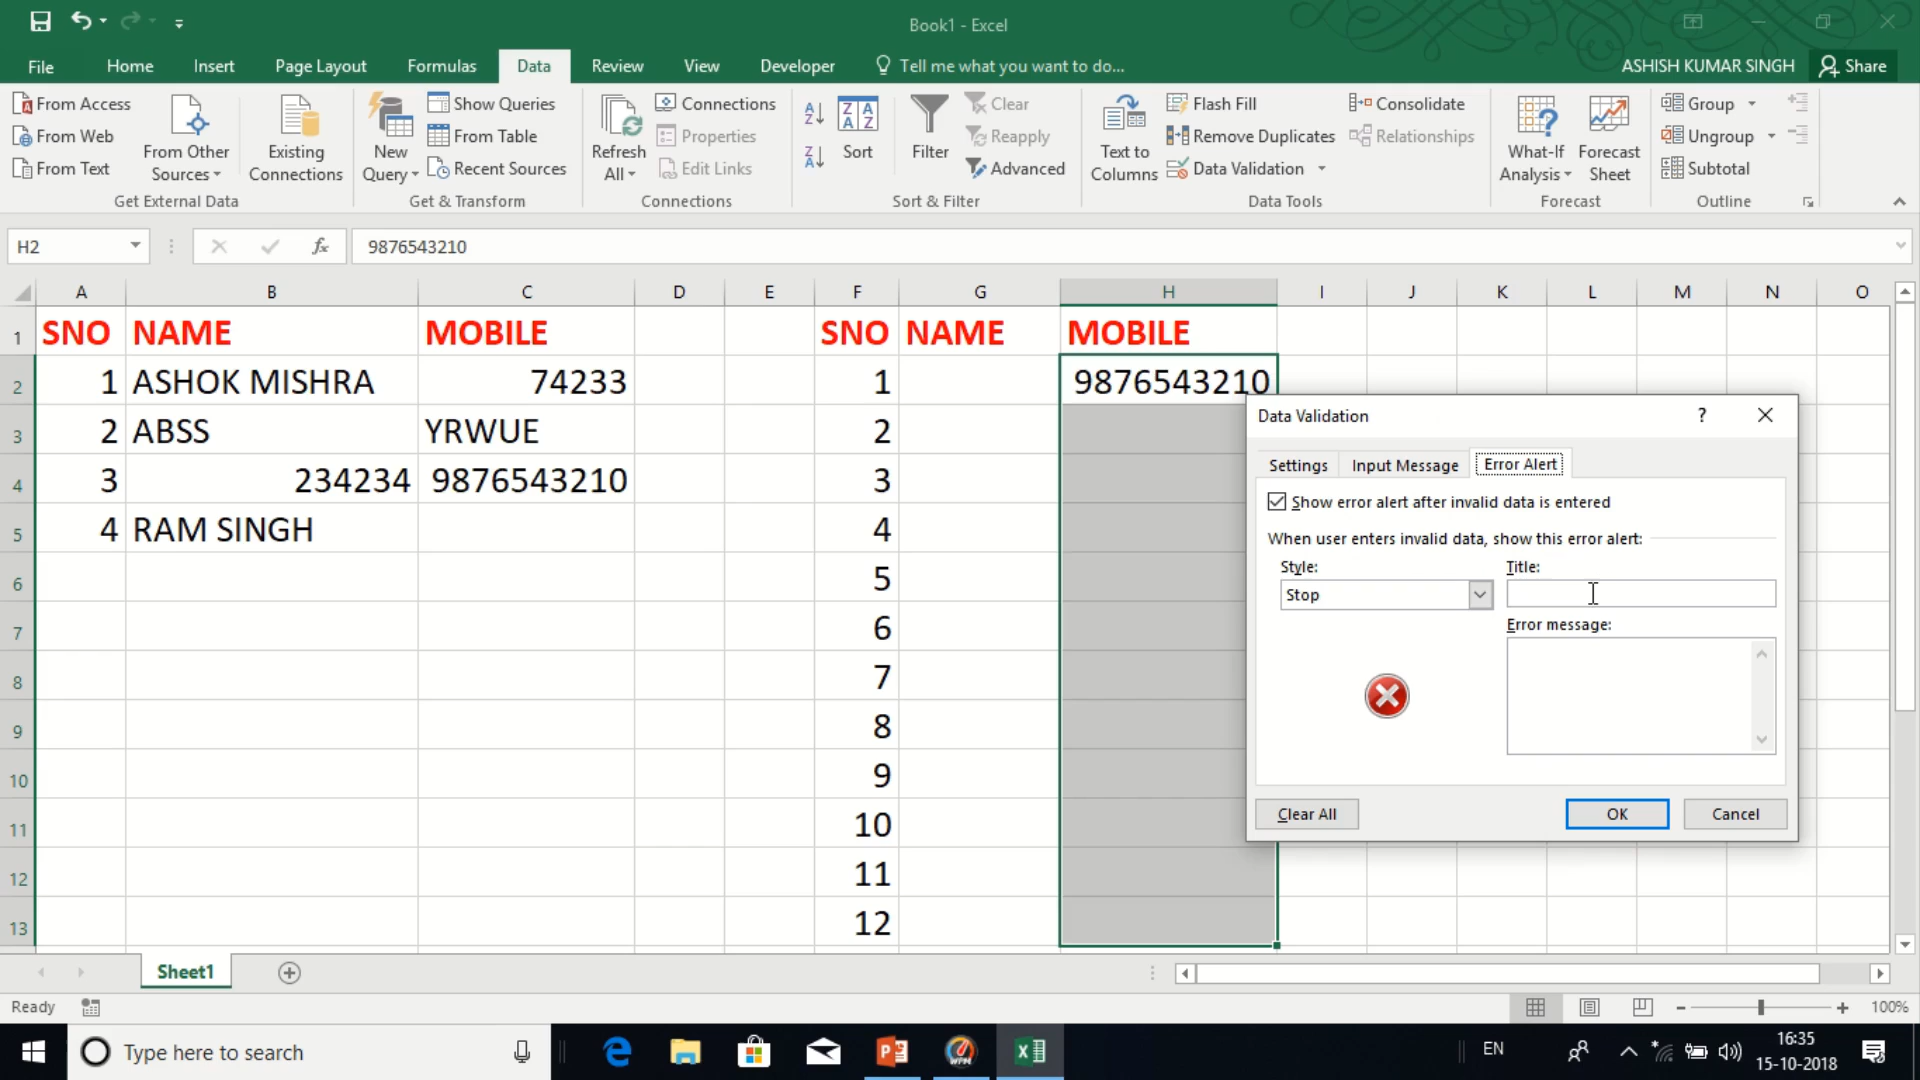 Book1 - Excel
File Home Insert Page Layout Formulas Data Review View Developer Tell me what you want to do... ASHISH KUMAR SINGH Share
From Access
From Web
From Text
From Other Sources
Existing Connections
Get External Data
New Query
Show Queries
From Table
Recent Sources
Get & Transform
Refresh All
Connections
Properties
Edit Links
Connections
Sort
Filter
Clear
Reapply
Advanced
Sort & Filter
Text to Columns
Flash Fill
Remove Duplicates
Data Validation
Consolidate
Relationships
Data Tools
What-If Analysis
Forecast Sheet
Forecast
Group
Ungroup
Subtotal
Outline
H2 fx 9876543210
A B C D E F G H I J K L M N O
1 SNO NAME MOBILE SNO NAME MOBILE
2 1 ASHOK MISHRA 74233 1 9876543210
3 2 ABSS YRWUE 2
4 3 234234 9876543210 3
5 4 RAM SINGH 4
6 5
7 6
8 7
9 8
10 9
11 10
12 11
13 12
Data Validation ?
Settings Input Message Error Alert
Show error alert after invalid data is entered
When user enters invalid data, show this error alert:
Style: Title:
Stop
Error message:
Clear All OK Cancel
Sheet1
Ready 100%
Type here to search EN 16:35
15-10-2018